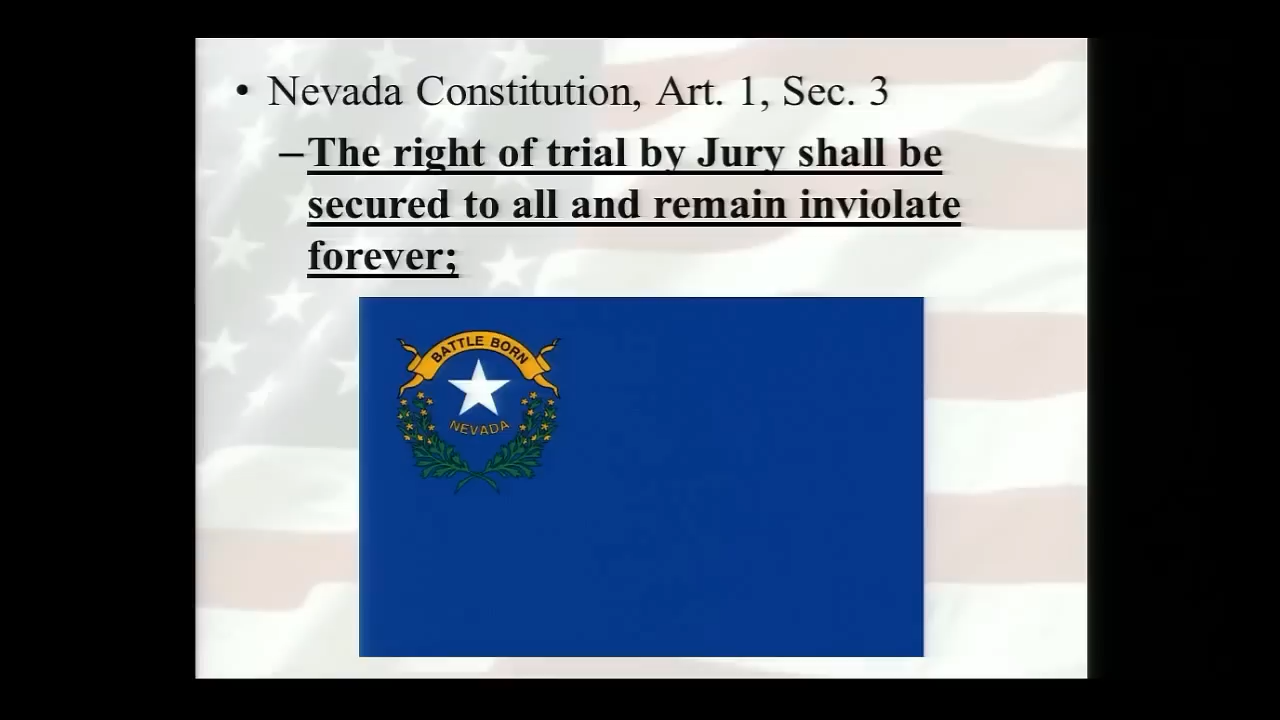 • Nevada Constitution, Art. 1, Sec. 3
–The right of trial by Jury shall be
secured to all and remain inviolate
forever;
BATTLE BORN
NEVADA